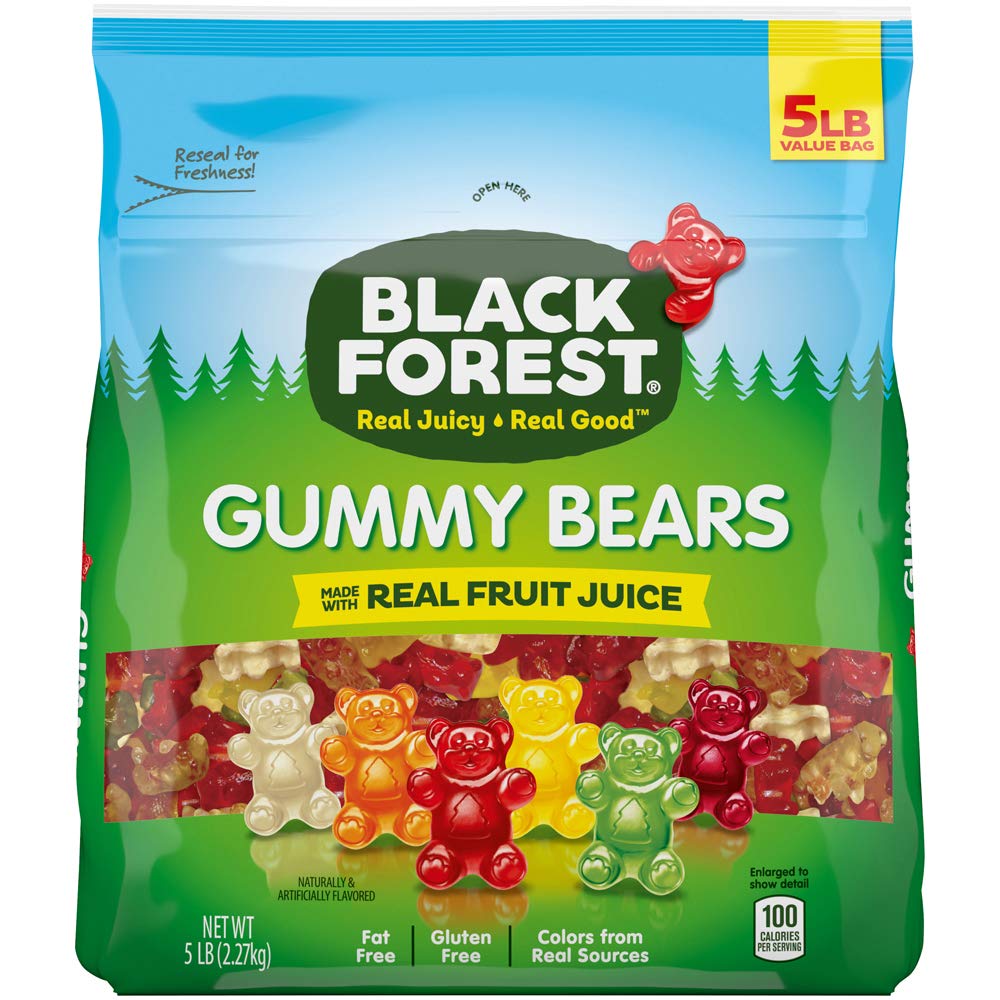 5LB
VALUE BAG
Reseal for
Freshness!
OPEN HERE
BLACK
FOREST®
Real Juicy Real Good™
GUMMY BEARS
MADE
WITH REAL FRUIT JUICE
NATURALLY &
ARTIFICIALLY FLAVORED
Enlarged to
show detail
NET WT
5 LB (2.27kg)
Fat
Free
Gluten
Free
Colors from
Real Sources
100
CALORIES
PER SERVING